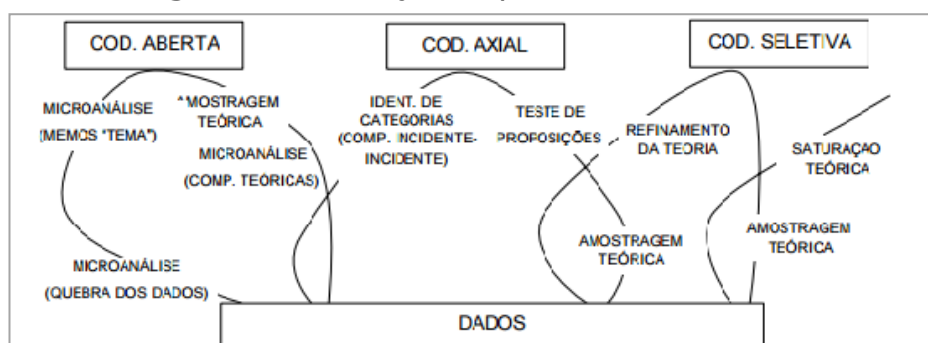 COD. ABERTA
COD. AXIAL
COD. SELETIVA
MICROANÁLISE
(MEMOS "TEMA")
AMOSTRAGEM
TEÓRICA
MICROANÁLISE
(COMP. TEÓRICAS)
MICROANÁLISE
(QUEBRA DOS DADOS)
IDENT. DE
CATEGORIAS
(COMP. INCIDENTE-
INCIDENTE)
TESTE DE
PROPOSIÇÕES
AMOSTRAGEM
TEÓRICA
REFINAMENTO
DA TEORIA
SATURAÇÃO
TEÓRICA
AMOSTRAGEM
TEÓRICA
DADOS